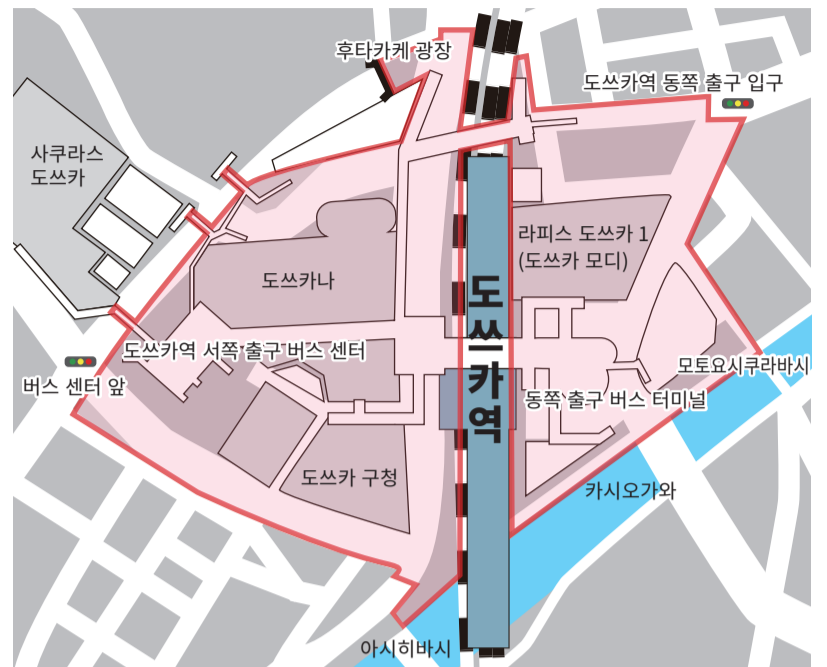 후타카케 광장
도쓰카역 동쪽 출구 입구
사쿠라스
도쓰카
라피스 도쓰카 1
(도쓰카 모디)
도쓰카나
도쓰카역
도쓰카역 서쪽 출구 버스 센터
버스 센터 앞
모토요시쿠라바시
동쪽 출구 버스 터미널
도쓰카 구청
카시오가와
아시히바시